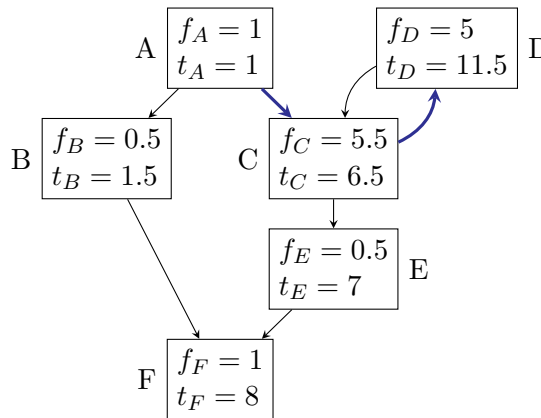 A
f_A = 1
t_A = 1
f_D = 5
t_D = 11.5
D
B
f_B = 0.5
t_B = 1.5
C
f_C = 5.5
t_C = 6.5
f_E = 0.5
t_E = 7
E
F
f_F = 1
t_F = 8